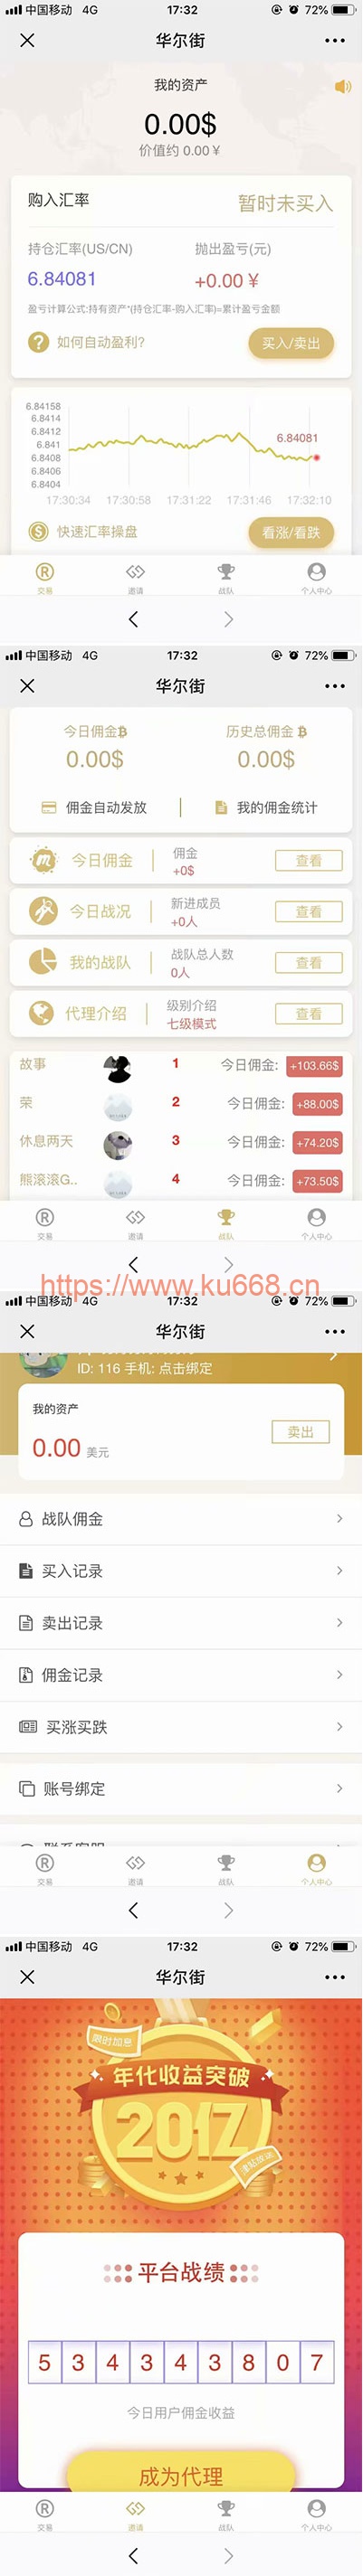 中国移动 4G 17:32 72%
华尔街
我的资产
0.00$
价值约 0.00￥
购入汇率 暂时未买入
持仓汇率(US/CN) 抛出盈亏(元)
6.84081 +0.00￥
盈亏计算公式:持有资产*(持仓汇率-购入汇率)=累计盈亏金额
如何自动盈利? 买入/卖出
6.84158
6.8414
6.8412
6.841
6.8408
6.8406
6.8404
6.84081
17:30:34 17:30:58 17:31:22 17:31:46 17:32:10
快速汇率操盘 看涨/看跌
交易 邀请 战队 个人中心
中国移动 4G 17:32 72%
华尔街
今日佣金 历史总佣金
0.00$ 0.00$
佣金自动发放 我的佣金统计
今日佣金 佣金 +0$ 查看
今日战况 新进成员 +0人 查看
我的战队 战队总人数 0人 查看
代理介绍 级别介绍 七级模式 查看
故事 1 今日佣金: +103.66$
荣 2 今日佣金: +88.00$
休息两天 3 今日佣金: +74.20$
熊滚滚G.. 4 今日佣金: +73.50$
交易 邀请 战队 个人中心
https://www.ku668.cn
中国移动 4G 17:32 72%
华尔街
ID: 116 手机: 点击绑定
我的资产
0.00 美元 卖出
战队佣金
买入记录
卖出记录
佣金记录
买涨买跌
账号绑定
交易 邀请 战队 个人中心
中国移动 4G 17:32 72%
华尔街
限时加息
年化收益突破
20亿
平台战绩
5 3 4 3 4 3 8 0 7
今日用户佣金收益
成为代理
交易 邀请 战队 个人中心